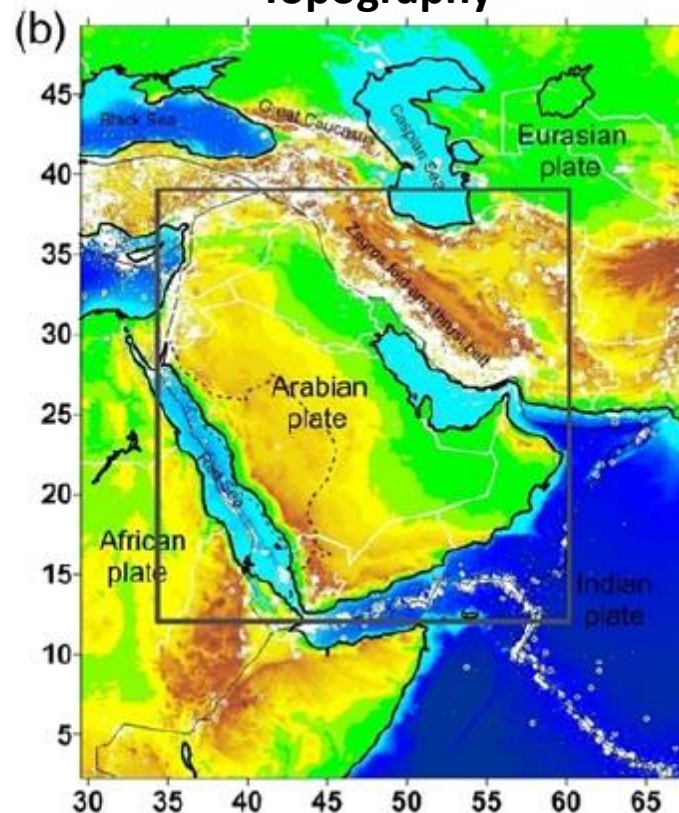 Topography
(b)
45
40
35
30
25
20
15
10
5
Black Sea
Great Caucasus
Caspian Sea
Eurasian
plate
Zagros fold and thrust belt
Arabian
plate
Red Sea
African
plate
Indian
plate
30 35 40 45 50 55 60 65